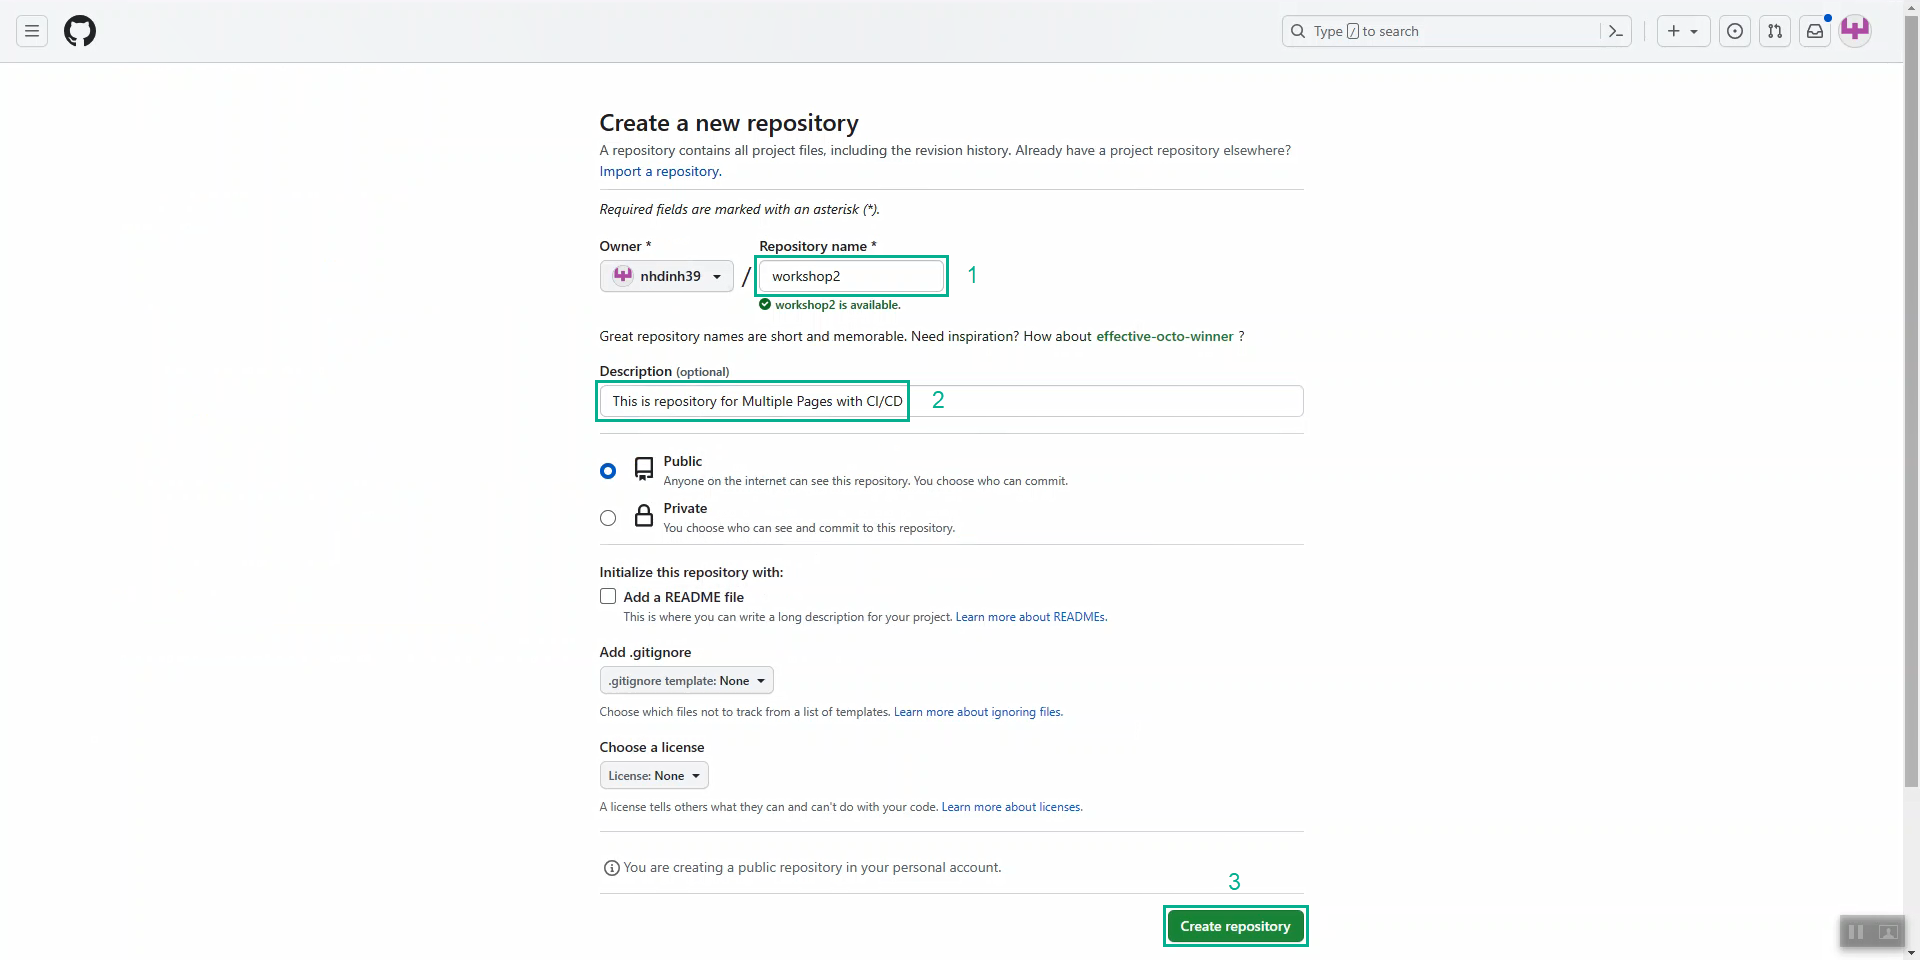 Type / to search
Create a new repository
A repository contains all project files, including the revision history. Already have a project repository elsewhere?
Import a repository.
Required fields are marked with an asterisk (*).
Owner *
Repository name *
nhdinh39
/
workshop2
1
workshop2 is available.
Great repository names are short and memorable. Need inspiration? How about effective-octo-winner ?
Description (optional)
This is repository for Multiple Pages with CI/CD
2
Public
Anyone on the internet can see this repository. You choose who can commit.
Private
You choose who can see and commit to this repository.
Initialize this repository with:
Add a README file
This is where you can write a long description for your project. Learn more about READMEs.
Add .gitignore
.gitignore template: None
Choose which files not to track from a list of templates. Learn more about ignoring files.
Choose a license
License: None
A license tells others what they can and can't do with your code. Learn more about licenses.
You are creating a public repository in your personal account.
3
Create repository